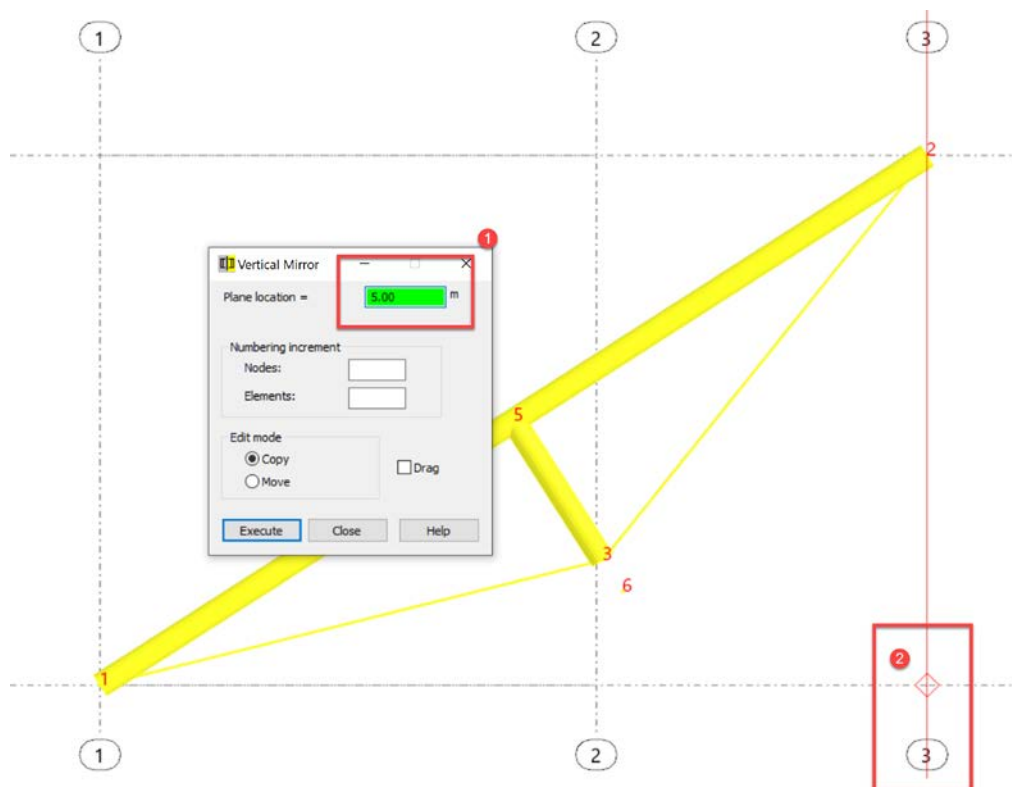 1 2 3
2
1
Vertical Mirror
Plane location = 5.00 m
Numbering increment
Nodes:
Elements:
5
Edit mode
Copy
Drag
Move
Execute Close Help
3
6
2
1
1 2 3